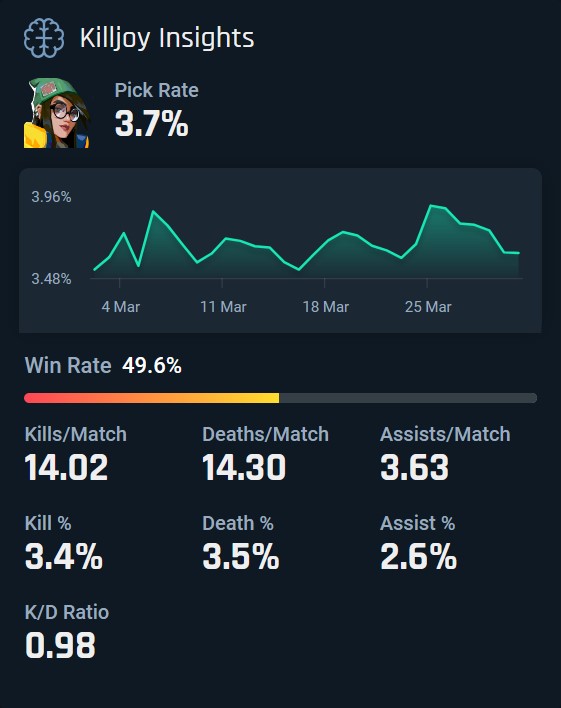 Killjoy Insights
Pick Rate
3.7%
3.96%
3.48%
4 Mar 11 Mar 18 Mar 25 Mar
Win Rate 49.6%
Kills/Match Deaths/Match Assists/Match
14.02 14.30 3.63
Kill % Death % Assist %
3.4% 3.5% 2.6%
K/D Ratio
0.98